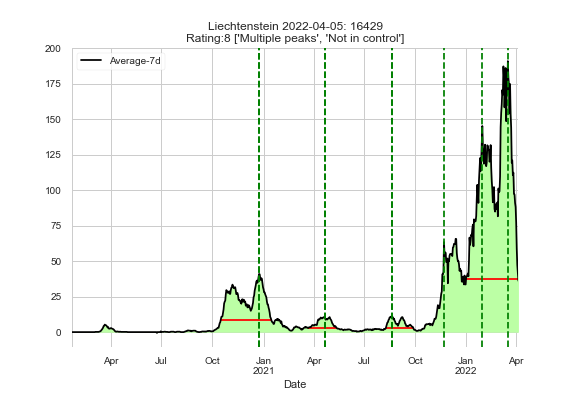 Liechtenstein 2022-04-05: 16429
Rating:8 ['Multiple peaks', 'Not in control']
200
Average-7d
175
150
125
100
75
50
25
0
Apr Jul Oct Jan Apr Jul Oct Jan Apr
2021 2022
Date